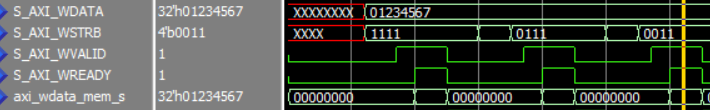 S_AXI_WDATA 32'h01234567 XXXXXXXX 01234567
S_AXI_WSTRB 4'b0011 XXXX 1111 0111 0011
S_AXI_WVALID 1
S_AXI_WREADY 1
axi_wdata_mem_s 32'h01234567 00000000 00000000 00000000